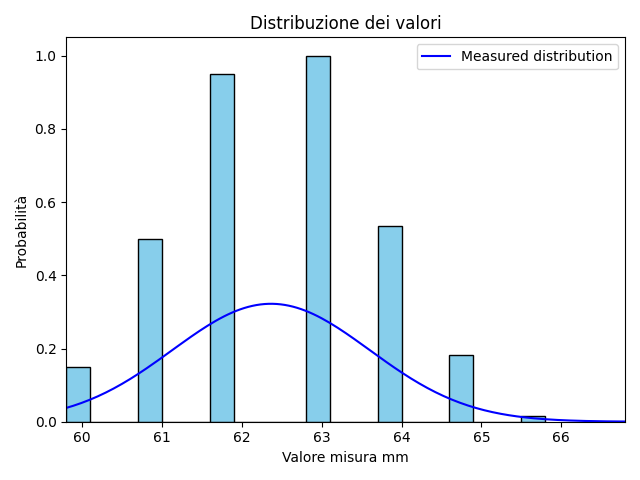 Distribuzione dei valori
Measured distribution
Probabilità
1.0
0.8
0.6
0.4
0.2
0.0
60 61 62 63 64 65 66
Valore misura mm